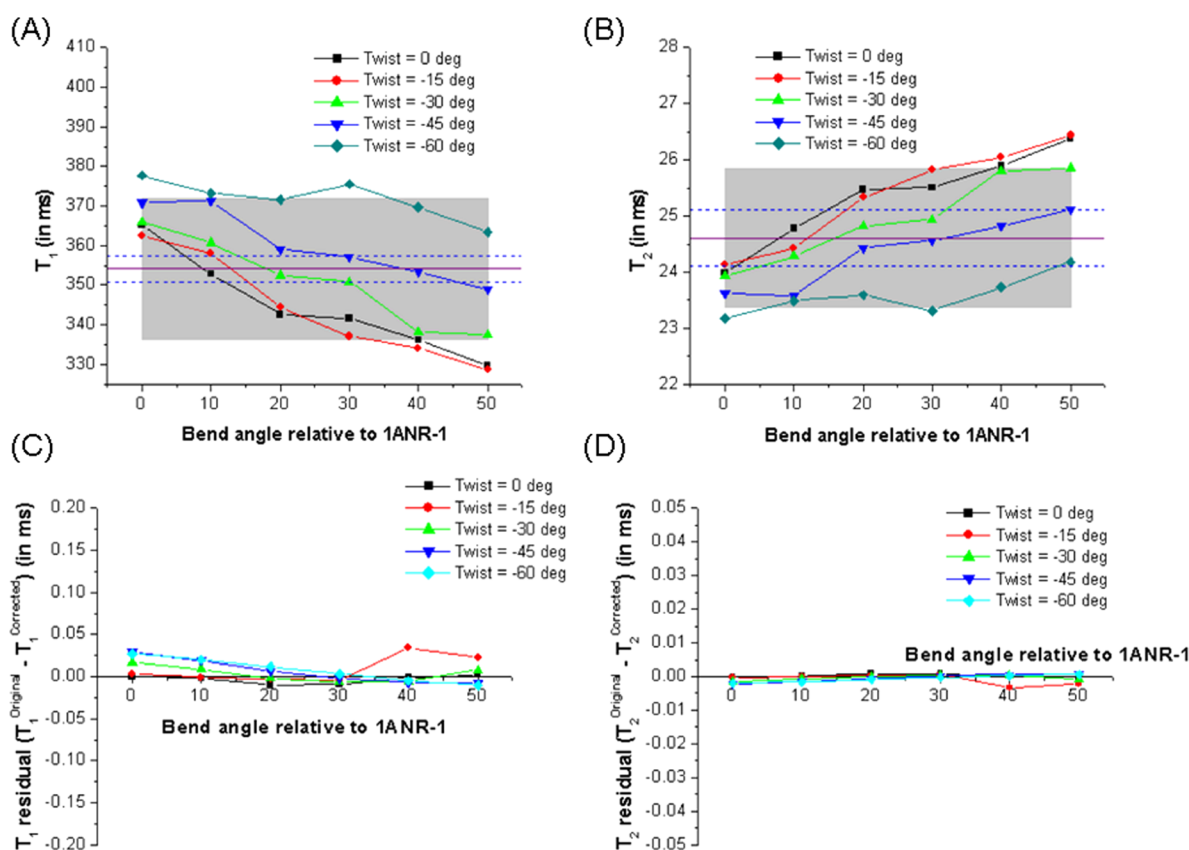 (A)
410
400
390
380
370
360
350
340
330
T1 (in ms)
Twist = 0 deg
Twist = -15 deg
Twist = -30 deg
Twist = -45 deg
Twist = -60 deg
0 10 20 30 40 50
Bend angle relative to 1ANR-1
(B)
28
27
26
25
24
23
22
T2 (in ms)
Twist = 0 deg
Twist = -15 deg
Twist = -30 deg
Twist = -45 deg
Twist = -60 deg
0 10 20 30 40 50
Bend angle relative to 1ANR-1
(C)
0.20
0.15
0.10
0.05
0.00
-0.05
-0.10
-0.15
-0.20
T1 residual (T1 Original - T1 Corrected) (in ms)
Twist = 0 deg
Twist = -15 deg
Twist = -30 deg
Twist = -45 deg
Twist = -60 deg
0 10 20 30 40 50
Bend angle relative to 1ANR-1
(D)
0.05
0.04
0.03
0.02
0.01
0.00
-0.01
-0.02
-0.03
-0.04
-0.05
T2 residual (T2 Original - T2 Corrected) (in ms)
Twist = 0 deg
Twist = -15 deg
Twist = -30 deg
Twist = -45 deg
Twist = -60 deg
Bend angle relative to 1ANR-1
0 10 20 30 40 50